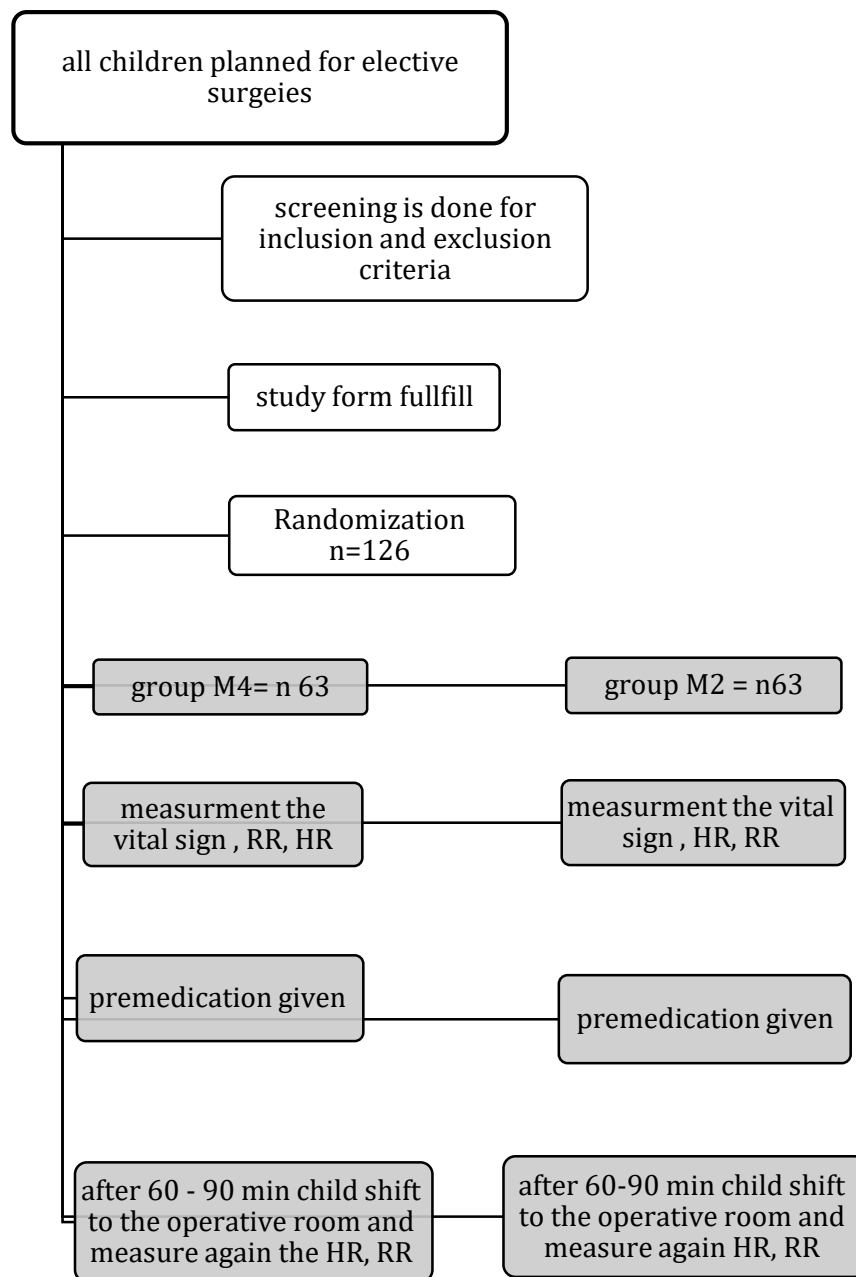 all children planned for elective
surgeies
screening is done for
inclusion and exclusion
criteria
study form fullfill
Randomization
n=126
group M4= n 63
group M2 = n63
measurment the
vital sign , RR, HR
measurment the vital
sign , HR, RR
premedication given
premedication given
after 60 - 90 min child shift
to the operative room and
measure again the HR, RR
after 60-90 min child shift
to the operative room and
measure again HR, RR